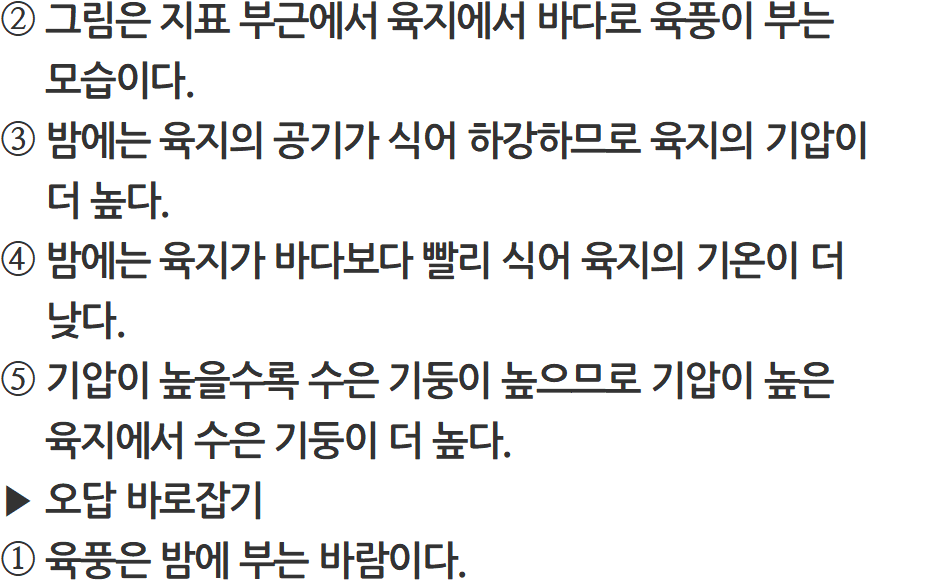 ② 그림은 지표 부근에서 육지에서 바다로 육풍이 부는
모습이다.
③ 밤에는 육지의 공기가 식어 하강하므로 육지의 기압이
더 높다.
④ 밤에는 육지가 바다보다 빨리 식어 육지의 기온이 더
낮다.
⑤ 기압이 높을수록 수은 기둥이 높으므로 기압이 높은
육지에서 수은 기둥이 더 높다.
▶ 오답 바로잡기
① 육풍은 밤에 부는 바람이다.